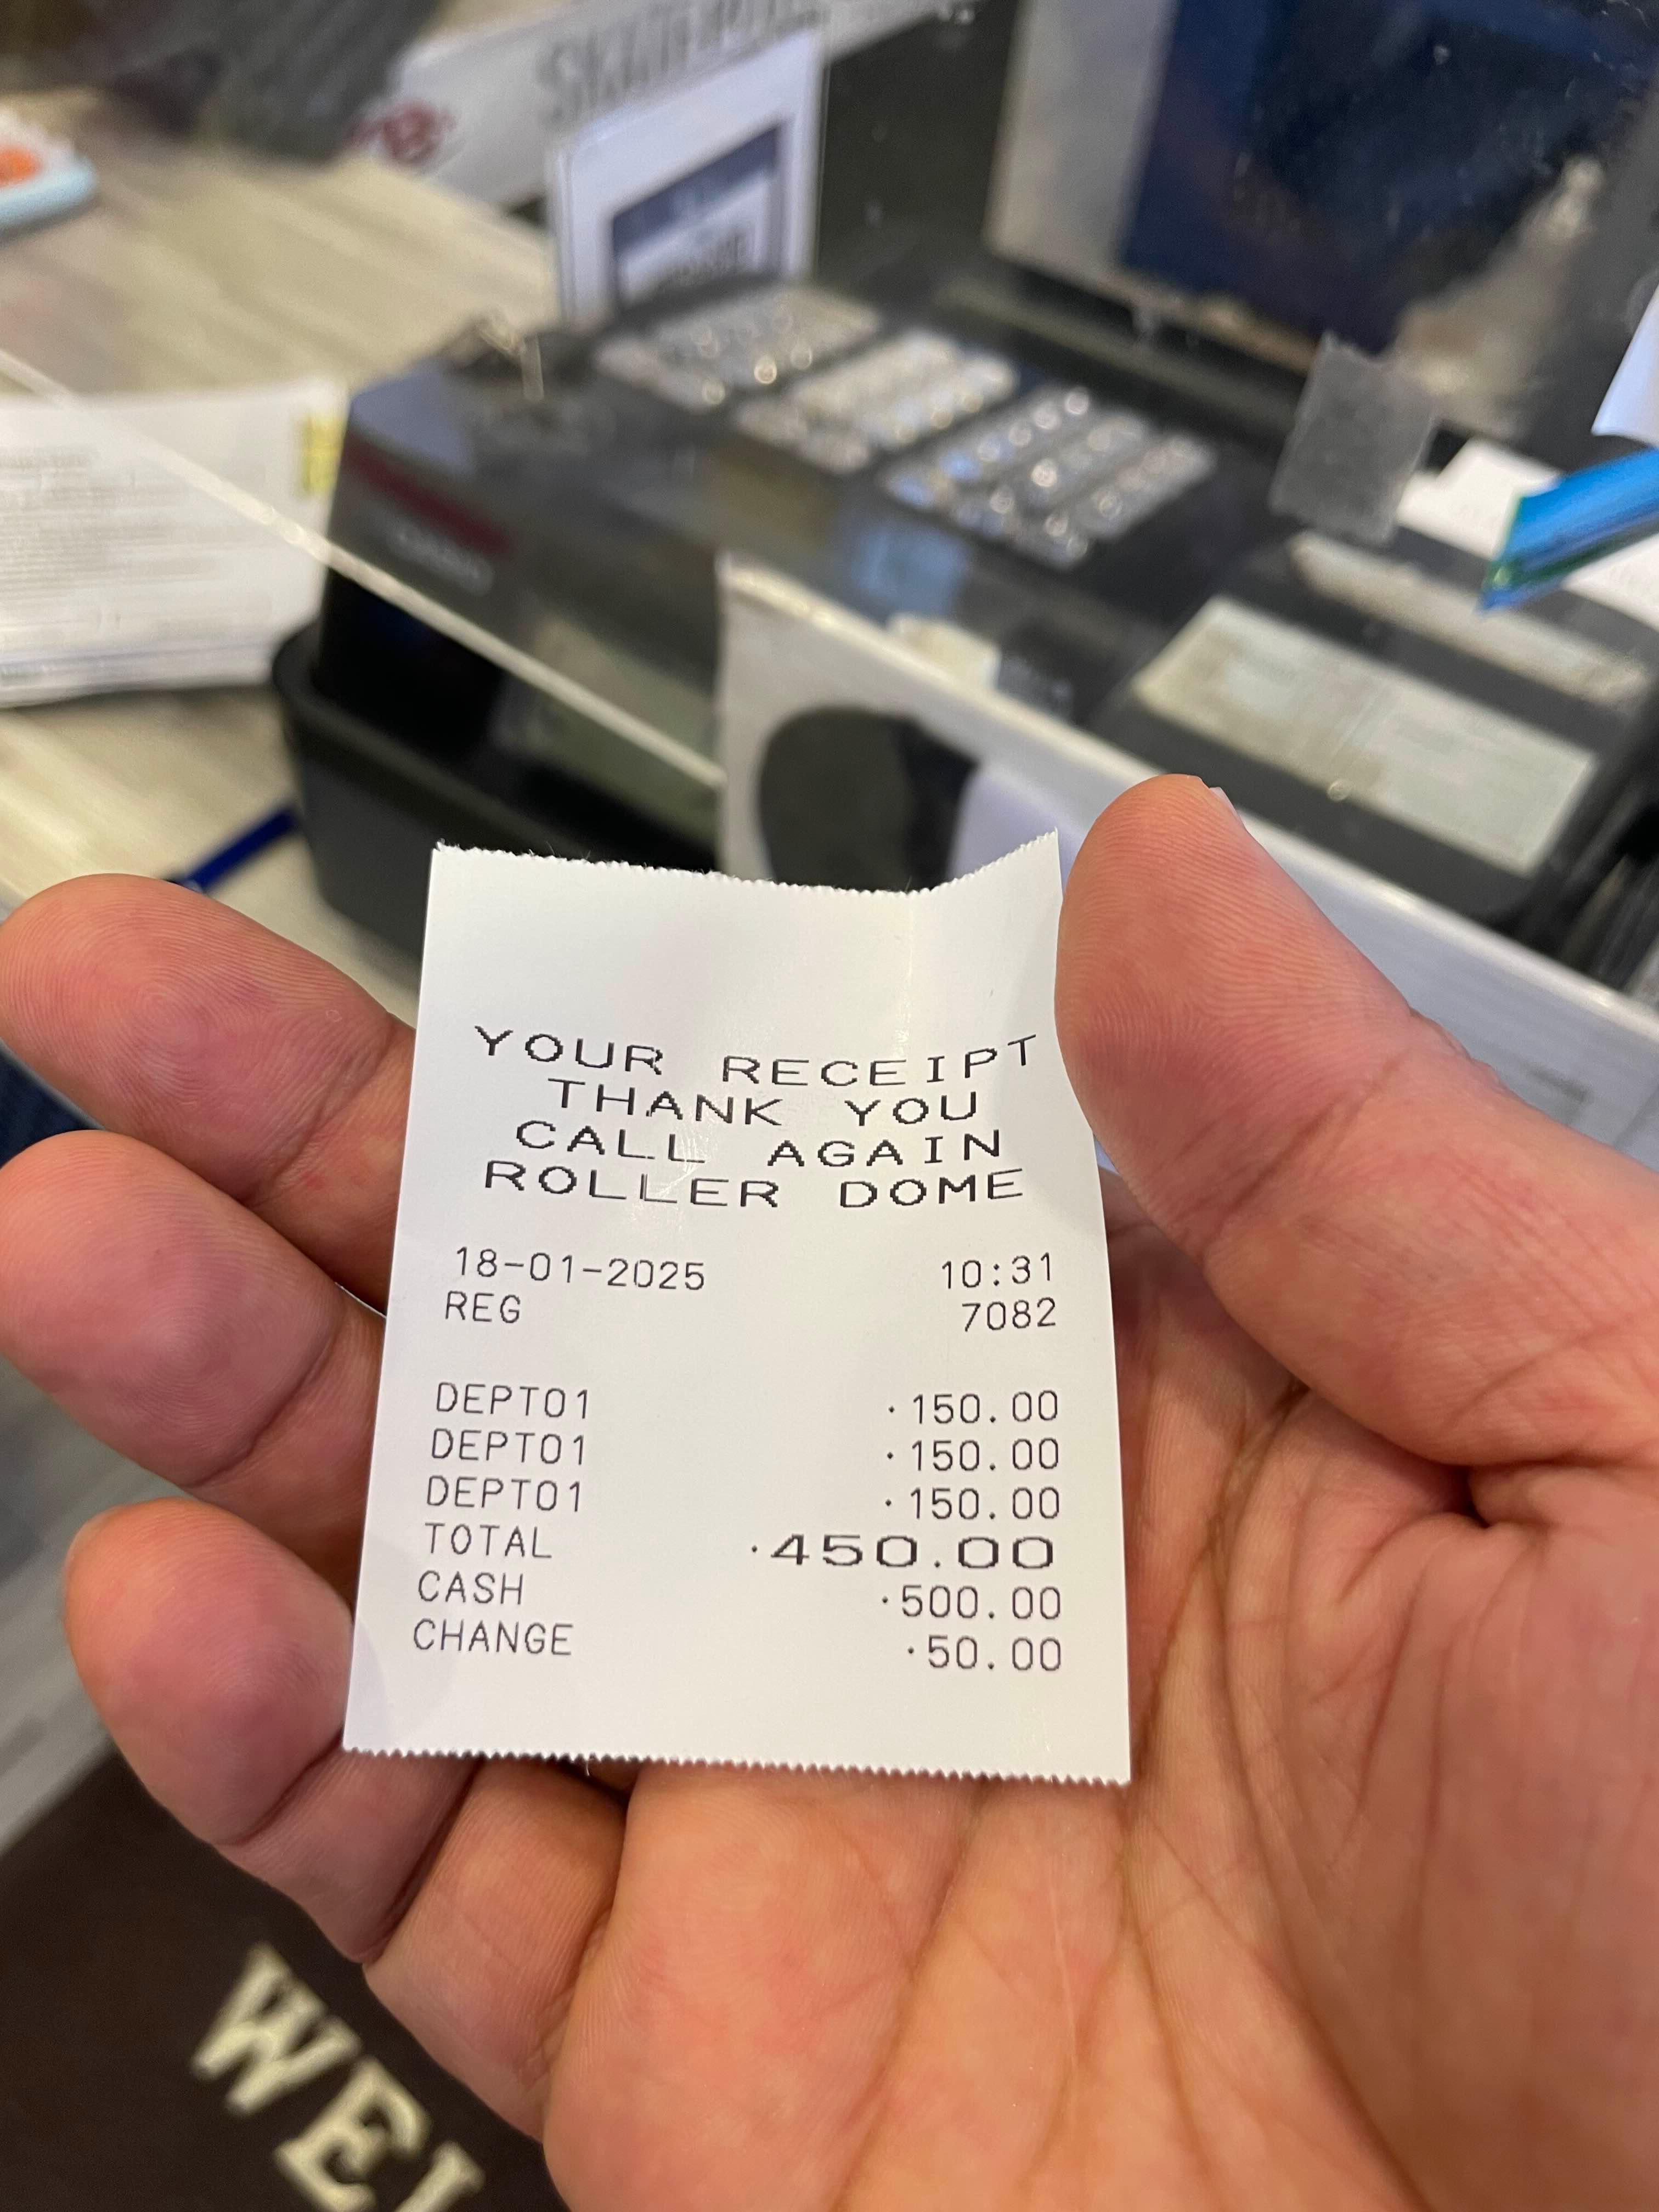 YOUR RECEIPT
THANK YOU
CALL AGAIN
ROLLER DOME
18-01-2025 10:31
REG 7082
DEPT01 ·150.00
DEPT01 ·150.00
DEPT01 ·150.00
TOTAL ·450.00
CASH ·500.00
CHANGE ·50.00
WEL